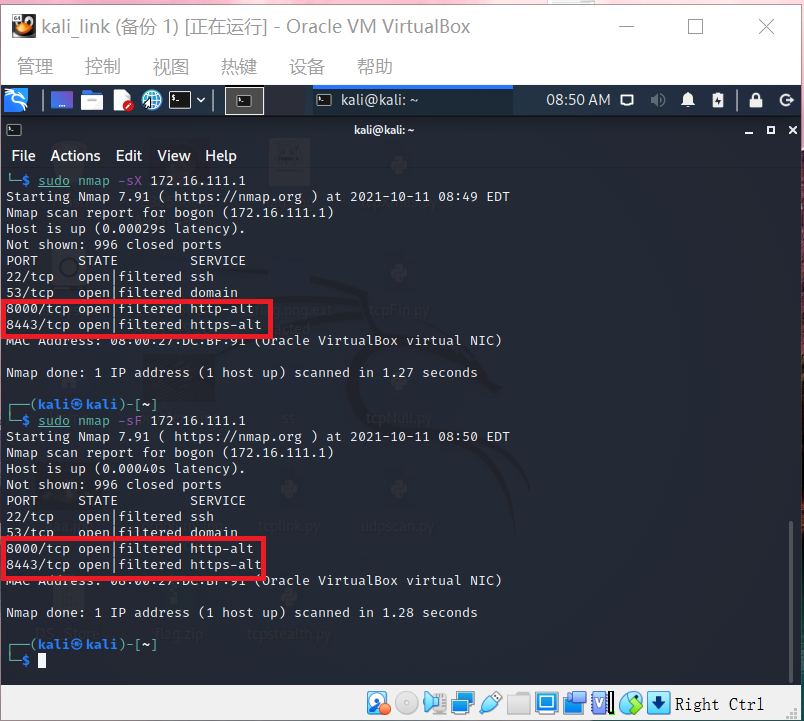 kali_link (备份 1) [正在运行] - Oracle VM VirtualBox
管理 控制 视图 热键 设备 帮助
kali@kali: ~ 08:50 AM
kali@kali: ~
File Actions Edit View Help
└─$ sudo nmap -sX 172.16.111.1
Starting Nmap 7.91 ( https://nmap.org ) at 2021-10-11 08:49 EDT
Nmap scan report for bogon (172.16.111.1)
Host is up (0.00029s latency).
Not shown: 996 closed ports
PORT STATE SERVICE
22/tcp open|filtered ssh
53/tcp open|filtered domain
8000/tcp open|filtered http-alt
8443/tcp open|filtered https-alt
MAC Address: 08:00:27:DC:BF:91 (Oracle VirtualBox virtual NIC)
Nmap done: 1 IP address (1 host up) scanned in 1.27 seconds
┌──(kali㉿kali)-[~]
└─$ sudo nmap -sF 172.16.111.1
Starting Nmap 7.91 ( https://nmap.org ) at 2021-10-11 08:50 EDT
Nmap scan report for bogon (172.16.111.1)
Host is up (0.00040s latency).
Not shown: 996 closed ports
PORT STATE SERVICE
22/tcp open|filtered ssh
tcplink.py udpscan.py
53/tcp open|filtered domain
8000/tcp open|filtered http-alt
8443/tcp open|filtered https-alt
MAC Address: 08:00:27:DC:BF:91 (Oracle VirtualBox virtual NIC)
Nmap done: 1 IP address (1 host up) scanned in 1.28 seconds
tcpstealth.py
┌──(kali㉿kali)-[~]
└─$
Right Ctrl